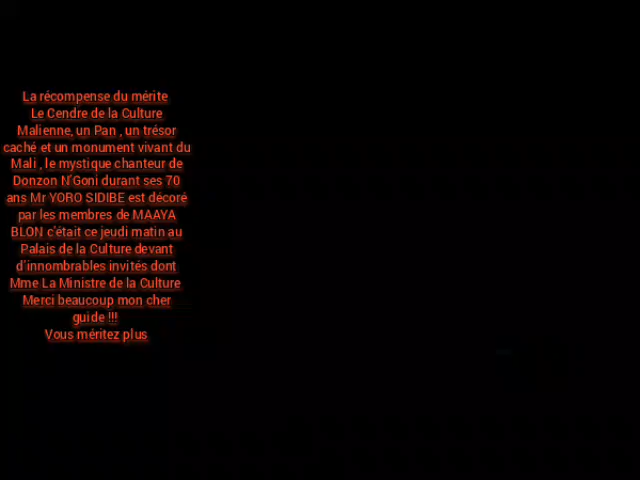 La récompense du mérite
Le Cendre de la Culture
Malienne, un Pan , un trésor
caché et un monument vivant du
Mali , le mystique chanteur de
Donzon N'Goni durant ses 70
ans Mr YORO SIDIBE est décoré
par les membres de MAAYA
BLON c'était ce jeudi matin au
Palais de la Culture devant
d'innombrables invités dont
Mme La Ministre de la Culture
Merci beaucoup mon cher
guide !!!
Vous méritez plus